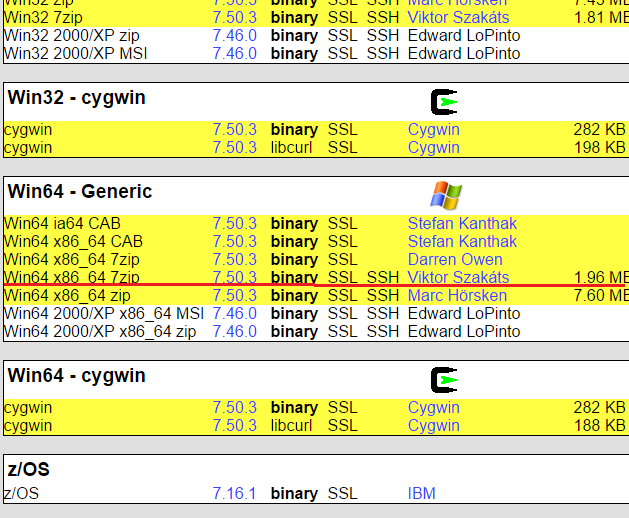 Win32 zip 7.50.3 binary SSL SSH Marc Hörsken 7.45 MB
Win32 7zip 7.50.3 binary SSL SSH Viktor Szakáts 1.81 ME
Win32 2000/XP zip 7.46.0 binary SSL SSH Edward LoPinto
Win32 2000/XP MSI 7.46.0 binary SSL SSH Edward LoPinto
Win32 - cygwin
cygwin 7.50.3 binary SSL Cygwin 282 KB
cygwin 7.50.3 libcurl SSL Cygwin 198 KB
Win64 - Generic
Win64 ia64 CAB 7.50.3 binary SSL Stefan Kanthak
Win64 x86_64 CAB 7.50.3 binary SSL Stefan Kanthak
Win64 x86_64 7zip 7.50.3 binary SSL Darren Owen
Win64 x86_64 7zip 7.50.3 binary SSL SSH Viktor Szakáts 1.96 ME
Win64 x86_64 zip 7.50.3 binary SSL SSH Marc Hörsken 7.60 ME
Win64 2000/XP x86_64 MSI 7.46.0 binary SSL SSH Edward LoPinto
Win64 2000/XP x86_64 zip 7.46.0 binary SSL SSH Edward LoPinto
Win64 - cygwin
cygwin 7.50.3 binary SSL Cygwin 282 KB
cygwin 7.50.3 libcurl SSL Cygwin 188 KB
z/OS
z/OS 7.16.1 binary SSL IBM